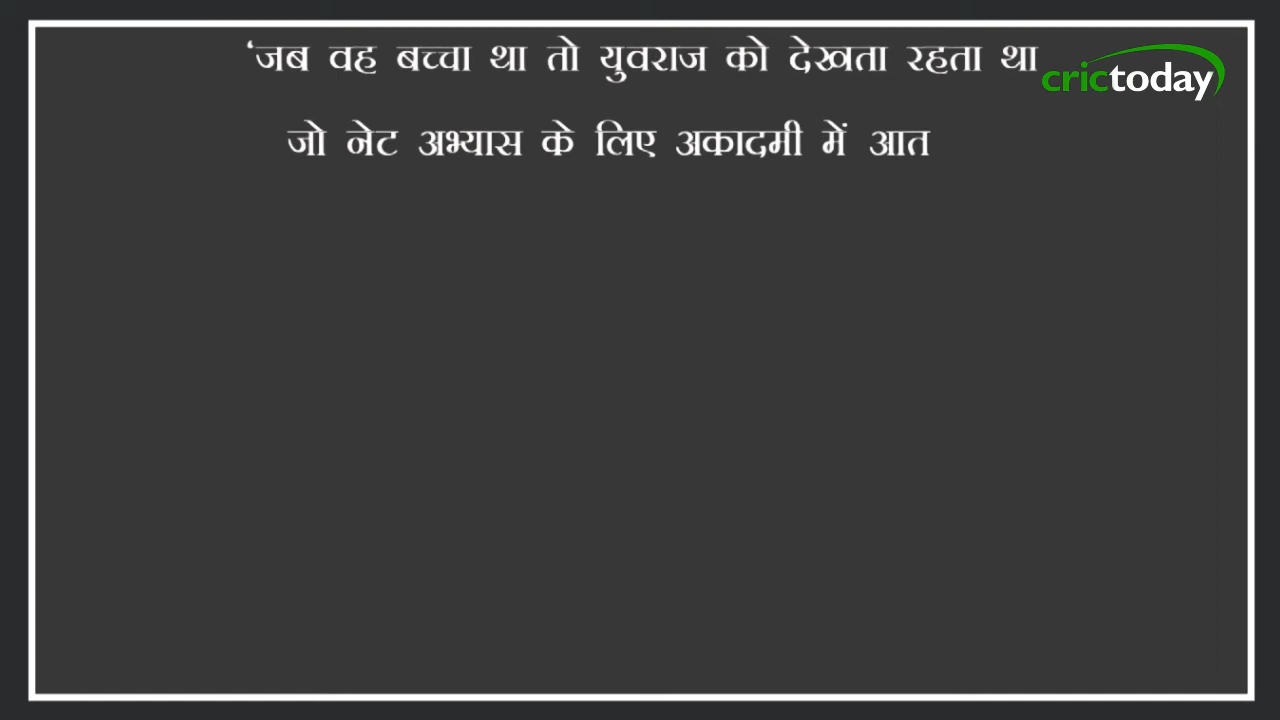 ‘जब वह बच्चा था तो युवराज को देखता रहता था
crictoday
जो नेट अभ्यास के लिए अकादमी में आत